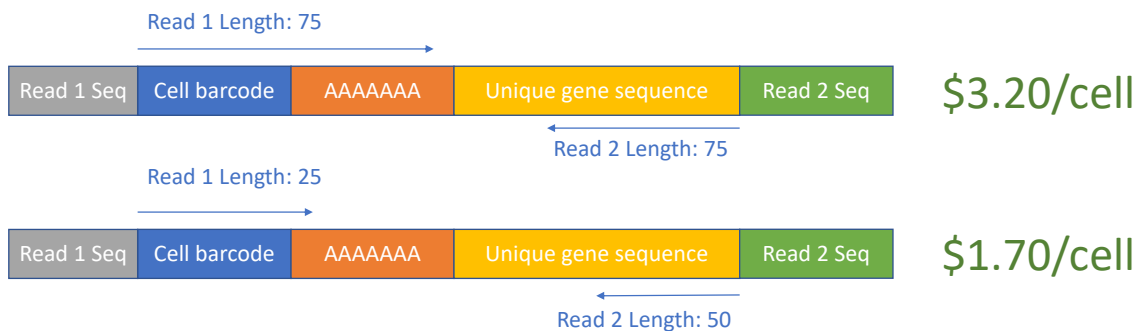 Read 1 Length: 75
Read 1 Seq Cell barcode AAAAAAA Unique gene sequence Read 2 Seq $3.20/cell
Read 2 Length: 75
Read 1 Length: 25
Read 1 Seq Cell barcode AAAAAAA Unique gene sequence Read 2 Seq $1.70/cell
Read 2 Length: 50